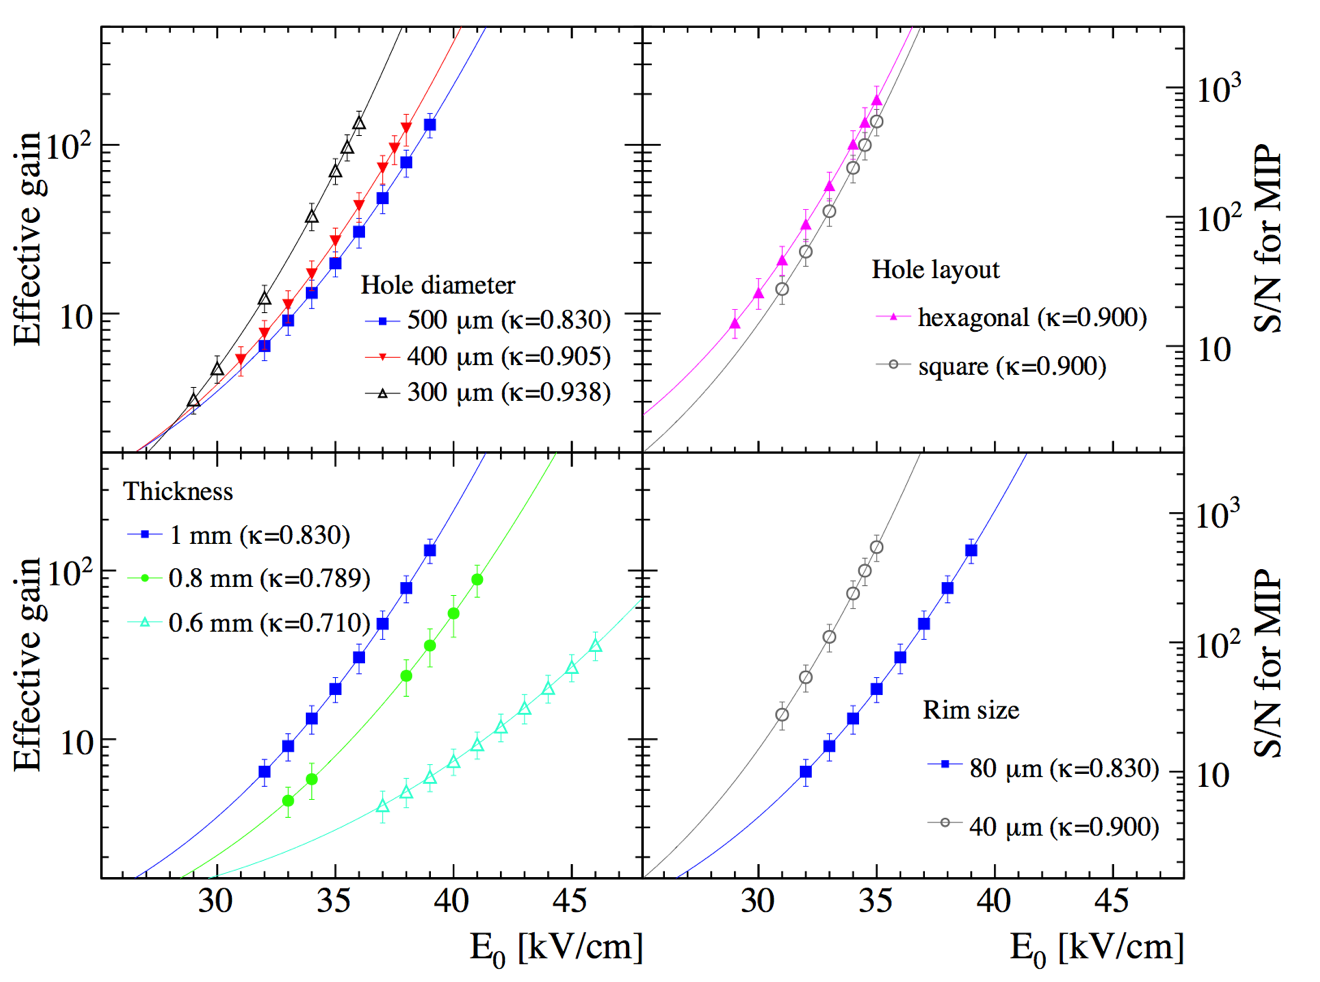 Effective gain
10²
10
Hole diameter
500 μm (κ=0.830)
400 μm (κ=0.905)
300 μm (κ=0.938)
Hole layout
hexagonal (κ=0.900)
square (κ=0.900)
10³
10²
10
S/N for MIP
Effective gain
10²
10
Thickness
1 mm (κ=0.830)
0.8 mm (κ=0.789)
0.6 mm (κ=0.710)
Rim size
80 μm (κ=0.830)
40 μm (κ=0.900)
10³
10²
10
S/N for MIP
30 35 40 45
30 35 40 45
E₀ [kV/cm]
E₀ [kV/cm]